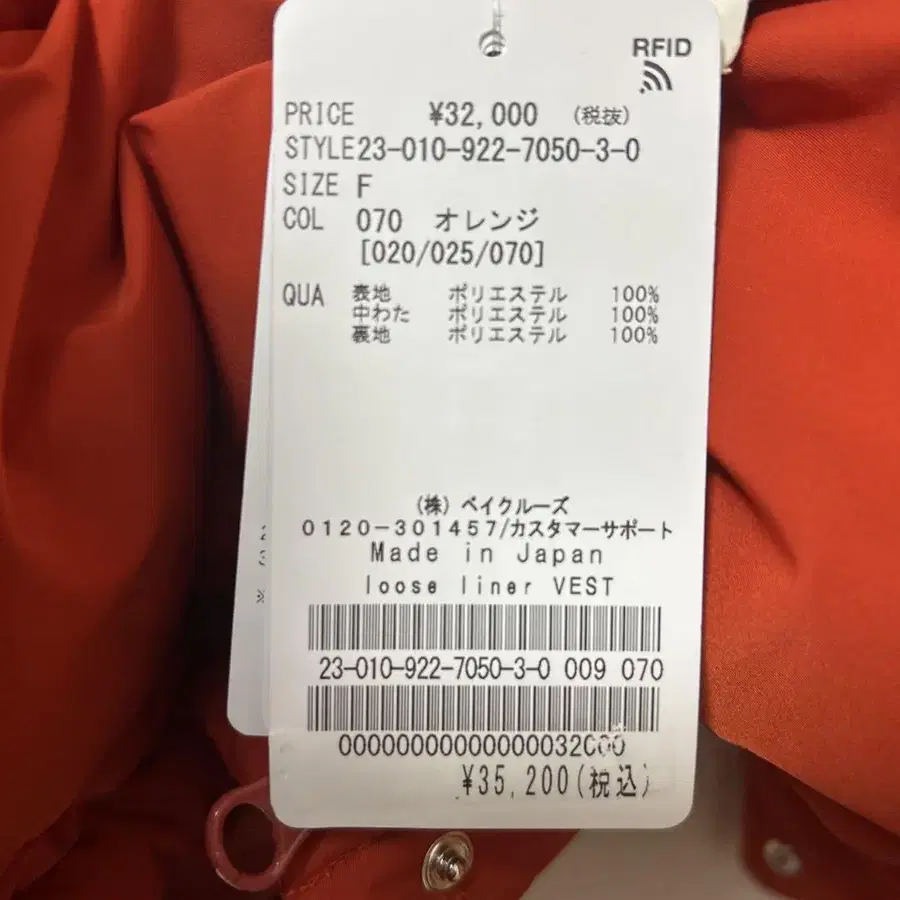 RFID
PRICE ¥32,000 (税抜)
STYLE23-010-922-7050-3-0
SIZE F
COL 070 オレンジ
[020/025/070]
QUA 表地 ポリエステル 100%
中わた ポリエステル 100%
裏地 ポリエステル 100%
(株) ベイクルーズ
0120-301457/カスタマーサポート
Made in Japan
loose liner VEST
23-010-922-7050-3-0 009 070
¥35,200(税込)